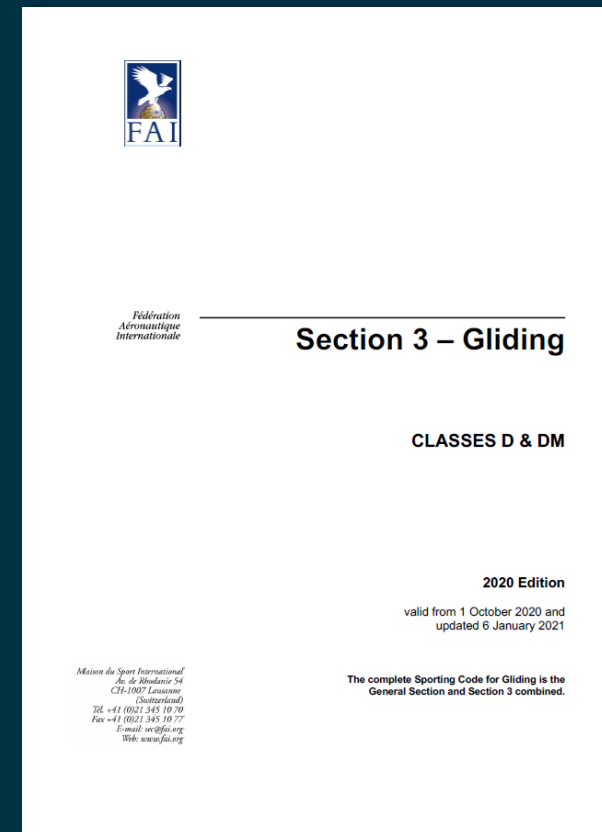 FAI
Fédération
Aéronautique
Internationale
Section 3 – Gliding
CLASSES D & DM
2020 Edition
valid from 1 October 2020 and
updated 6 January 2021
Maison du Sport International
Av. de Rhodanie 54
CH-1007 Lausanne
(Switzerland)
Tél. +41 (0)21 345 10 70
Fax +41 (0)21 345 10 77
E-mail: sec@fai.org
Web: www.fai.org
The complete Sporting Code for Gliding is the
General Section and Section 3 combined.